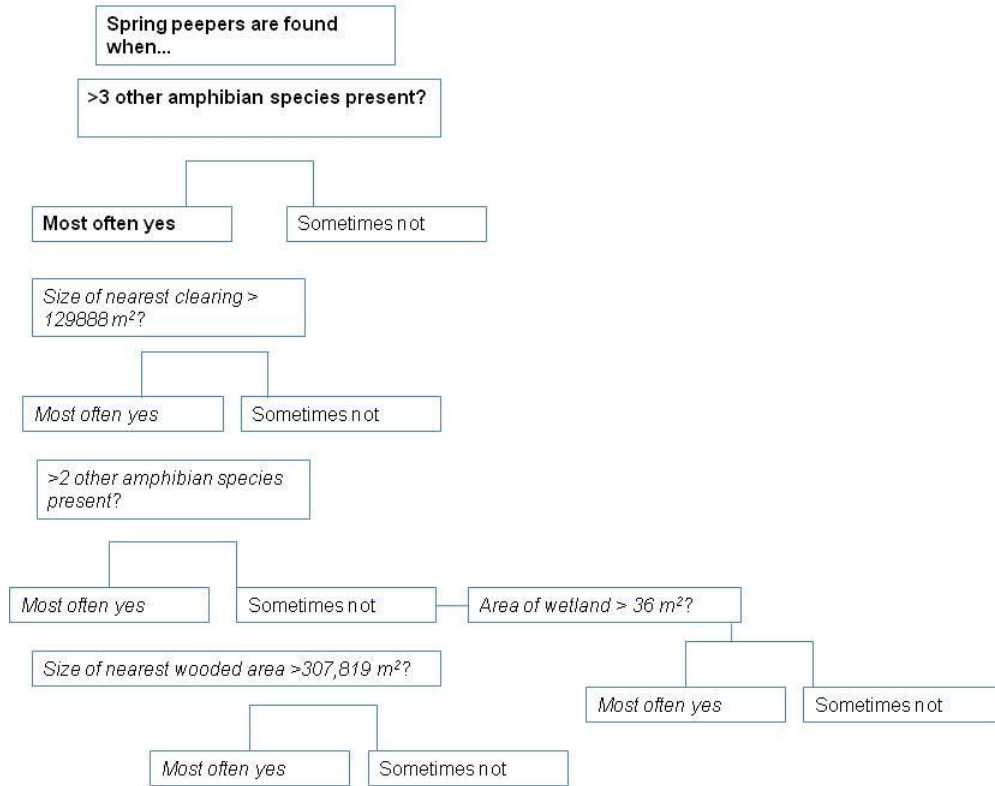 Spring peepers are found
when...
>3 other amphibian species present?
Most often yes
Sometimes not
Size of nearest clearing >
129888 m²?
Most often yes
Sometimes not
>2 other amphibian species
present?
Most often yes
Sometimes not
Area of wetland > 36 m²?
Size of nearest wooded area >307,819 m²?
Most often yes
Sometimes not
Most often yes
Sometimes not